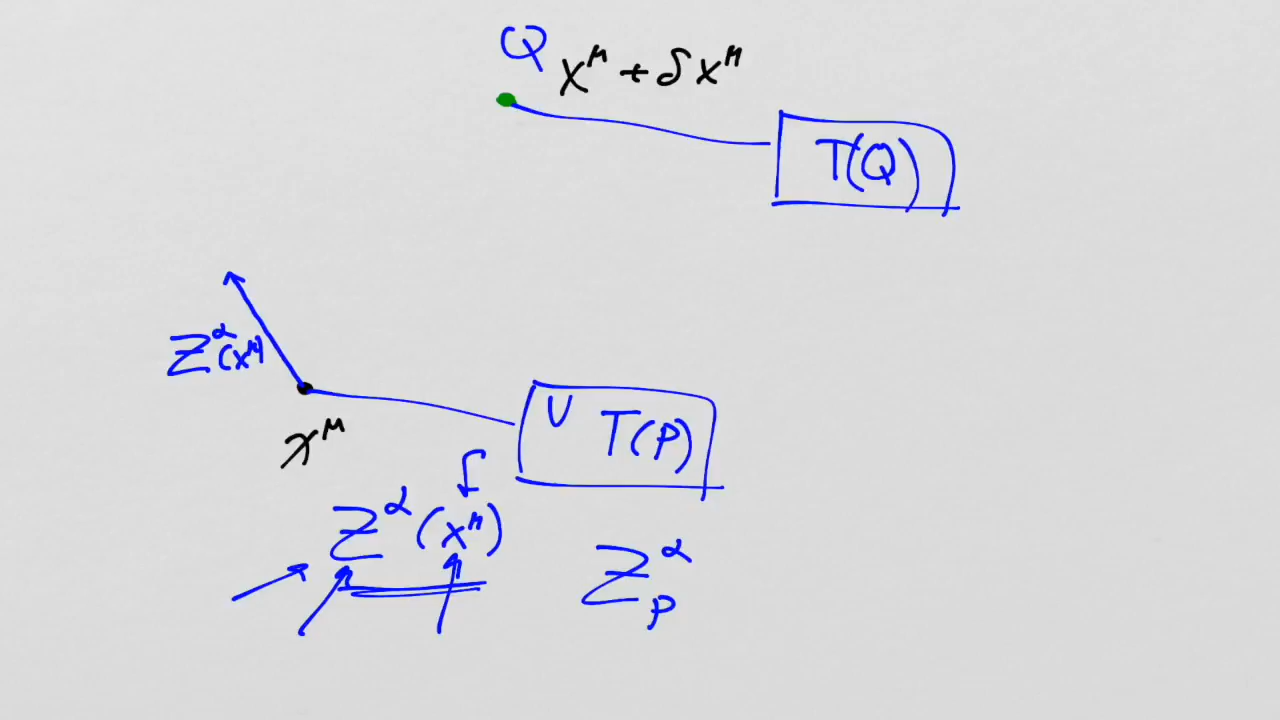 Q x^μ + δx^μ
T(Q)
Z^α(x^μ)
x^μ
U T(P)
Z^α(x^μ) Z^α_P